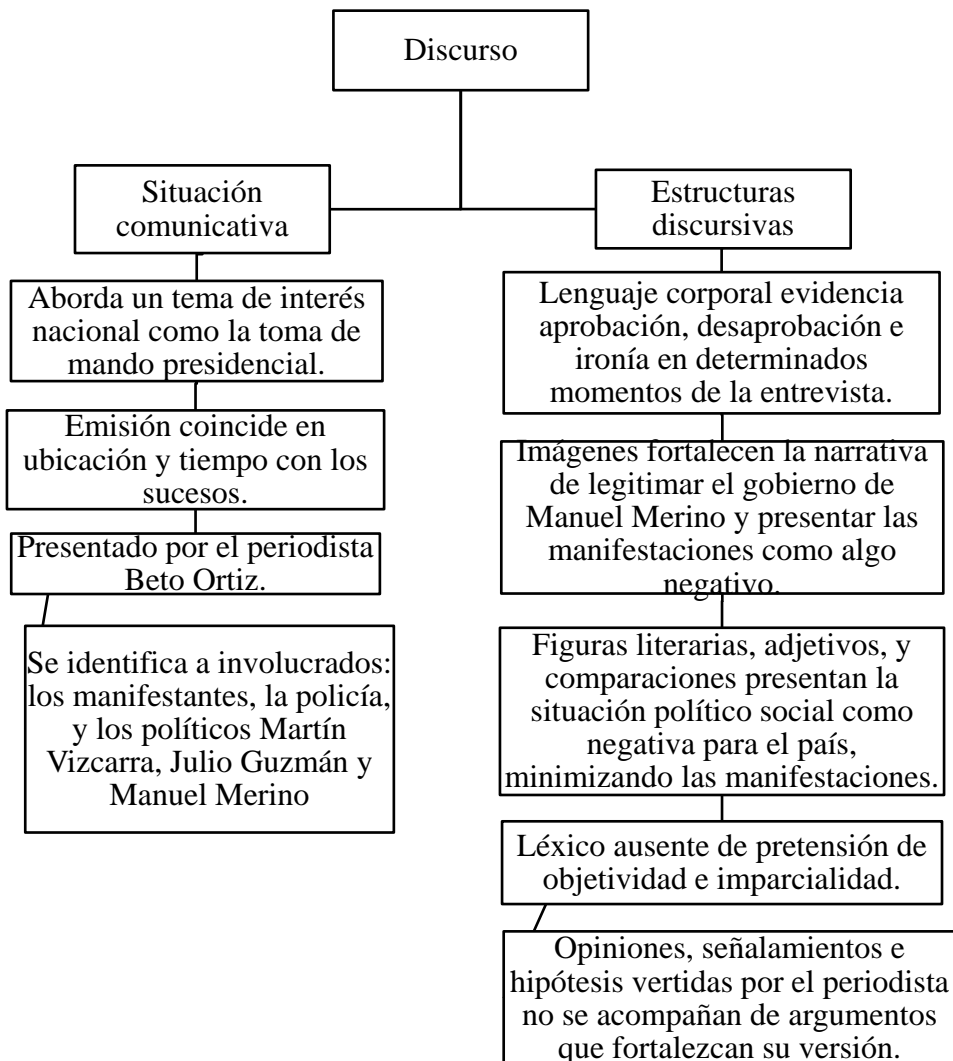 Discurso
Situación
comunicativa
Aborda un tema de interés
nacional como la toma de
mando presidencial.
Emisión coincide en
ubicación y tiempo con los
sucesos.
Presentado por el periodista
Beto Ortiz.
Se identifica a involucrados:
los manifestantes, la policía,
y los políticos Martín
Vizcarra, Julio Guzmán y
Manuel Merino
Estructuras
discursivas
Lenguaje corporal evidencia
aprobación, desaprobación e
ironía en determinados
momentos de la entrevista.
Imágenes fortalecen la narrativa
de legitimar el gobierno de
Manuel Merino y presentar las
manifestaciones como algo
negativo.
Figuras literarias, adjetivos, y
comparaciones presentan la
situación político social como
negativa para el país,
minimizando las manifestaciones.
Léxico ausente de pretensión de
objetividad e imparcialidad.
Opiniones, señalamientos e
hipótesis vertidas por el periodista
no se acompañan de argumentos
que fortalezcan su versión.